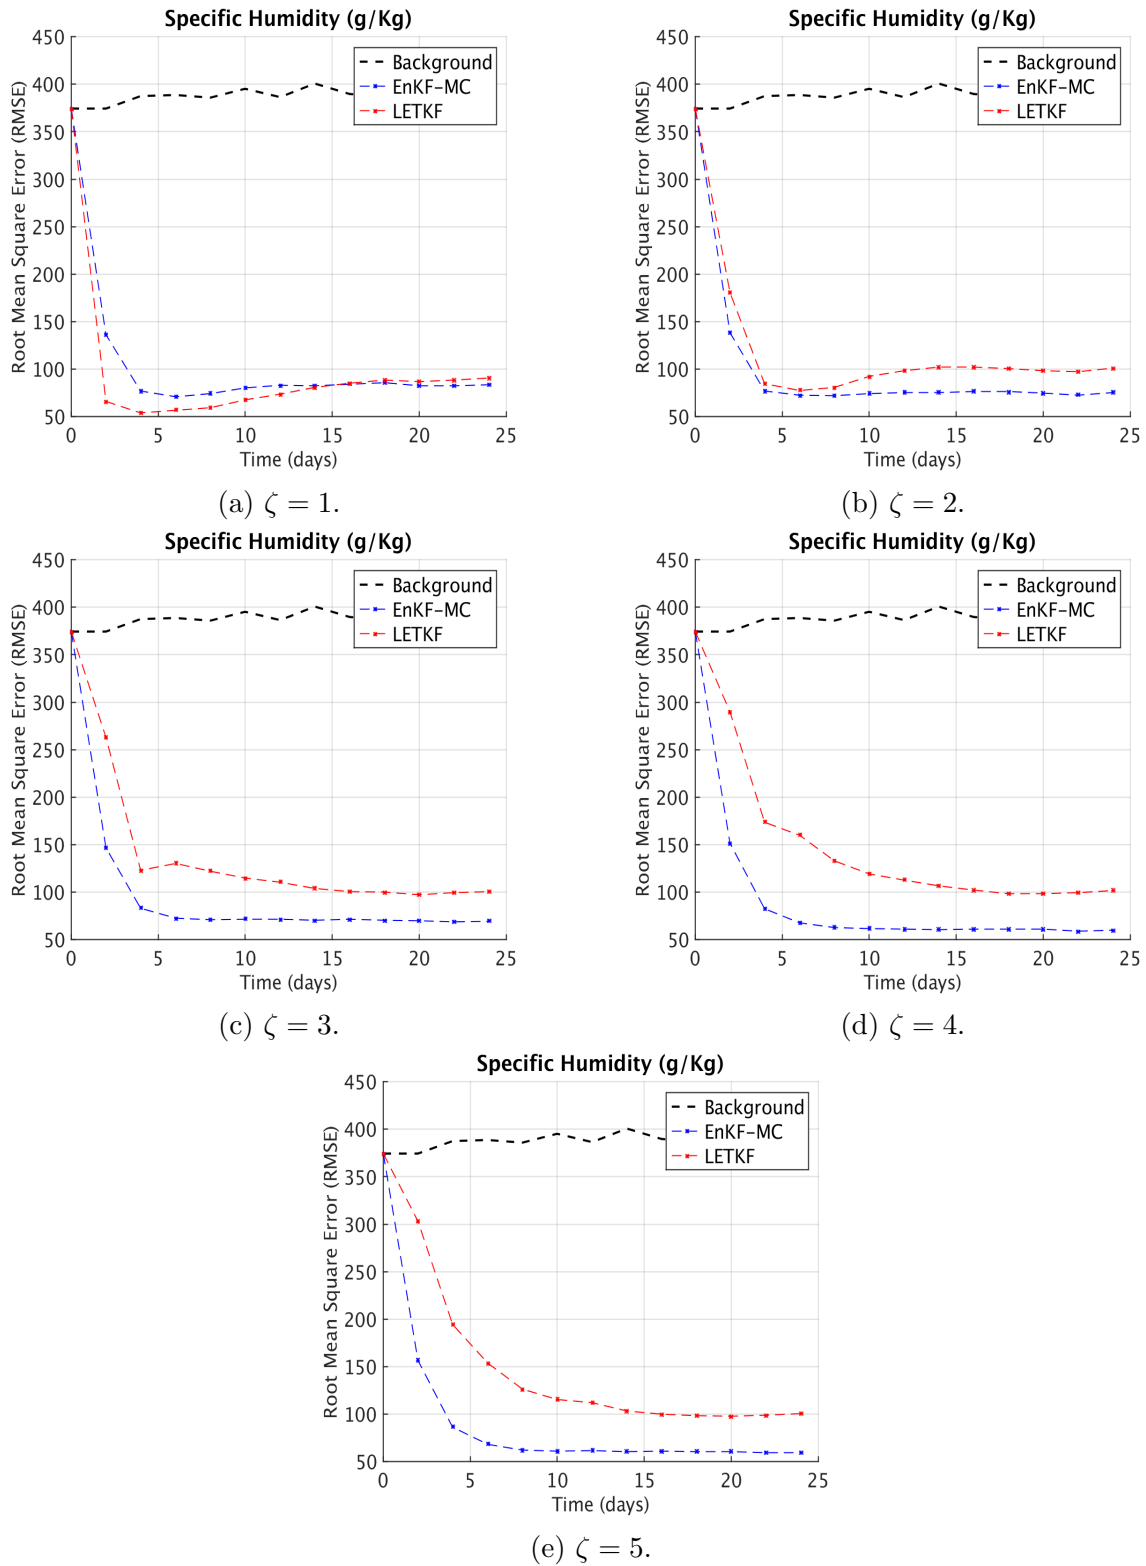 Specific Humidity (g/Kg)
Root Mean Square Error (RMSE)
450
400
350
300
250
200
150
100
50
0 5 10 15 20 25
Time (days)
Background
EnKF-MC
LETKF
(a) ζ = 1.
Specific Humidity (g/Kg)
Root Mean Square Error (RMSE)
450
400
350
300
250
200
150
100
50
0 5 10 15 20 25
Time (days)
Background
EnKF-MC
LETKF
(b) ζ = 2.
Specific Humidity (g/Kg)
Root Mean Square Error (RMSE)
450
400
350
300
250
200
150
100
50
0 5 10 15 20 25
Time (days)
Background
EnKF-MC
LETKF
(c) ζ = 3.
Specific Humidity (g/Kg)
Root Mean Square Error (RMSE)
450
400
350
300
250
200
150
100
50
0 5 10 15 20 25
Time (days)
Background
EnKF-MC
LETKF
(d) ζ = 4.
Specific Humidity (g/Kg)
Root Mean Square Error (RMSE)
450
400
350
300
250
200
150
100
50
0 5 10 15 20 25
Time (days)
Background
EnKF-MC
LETKF
(e) ζ = 5.